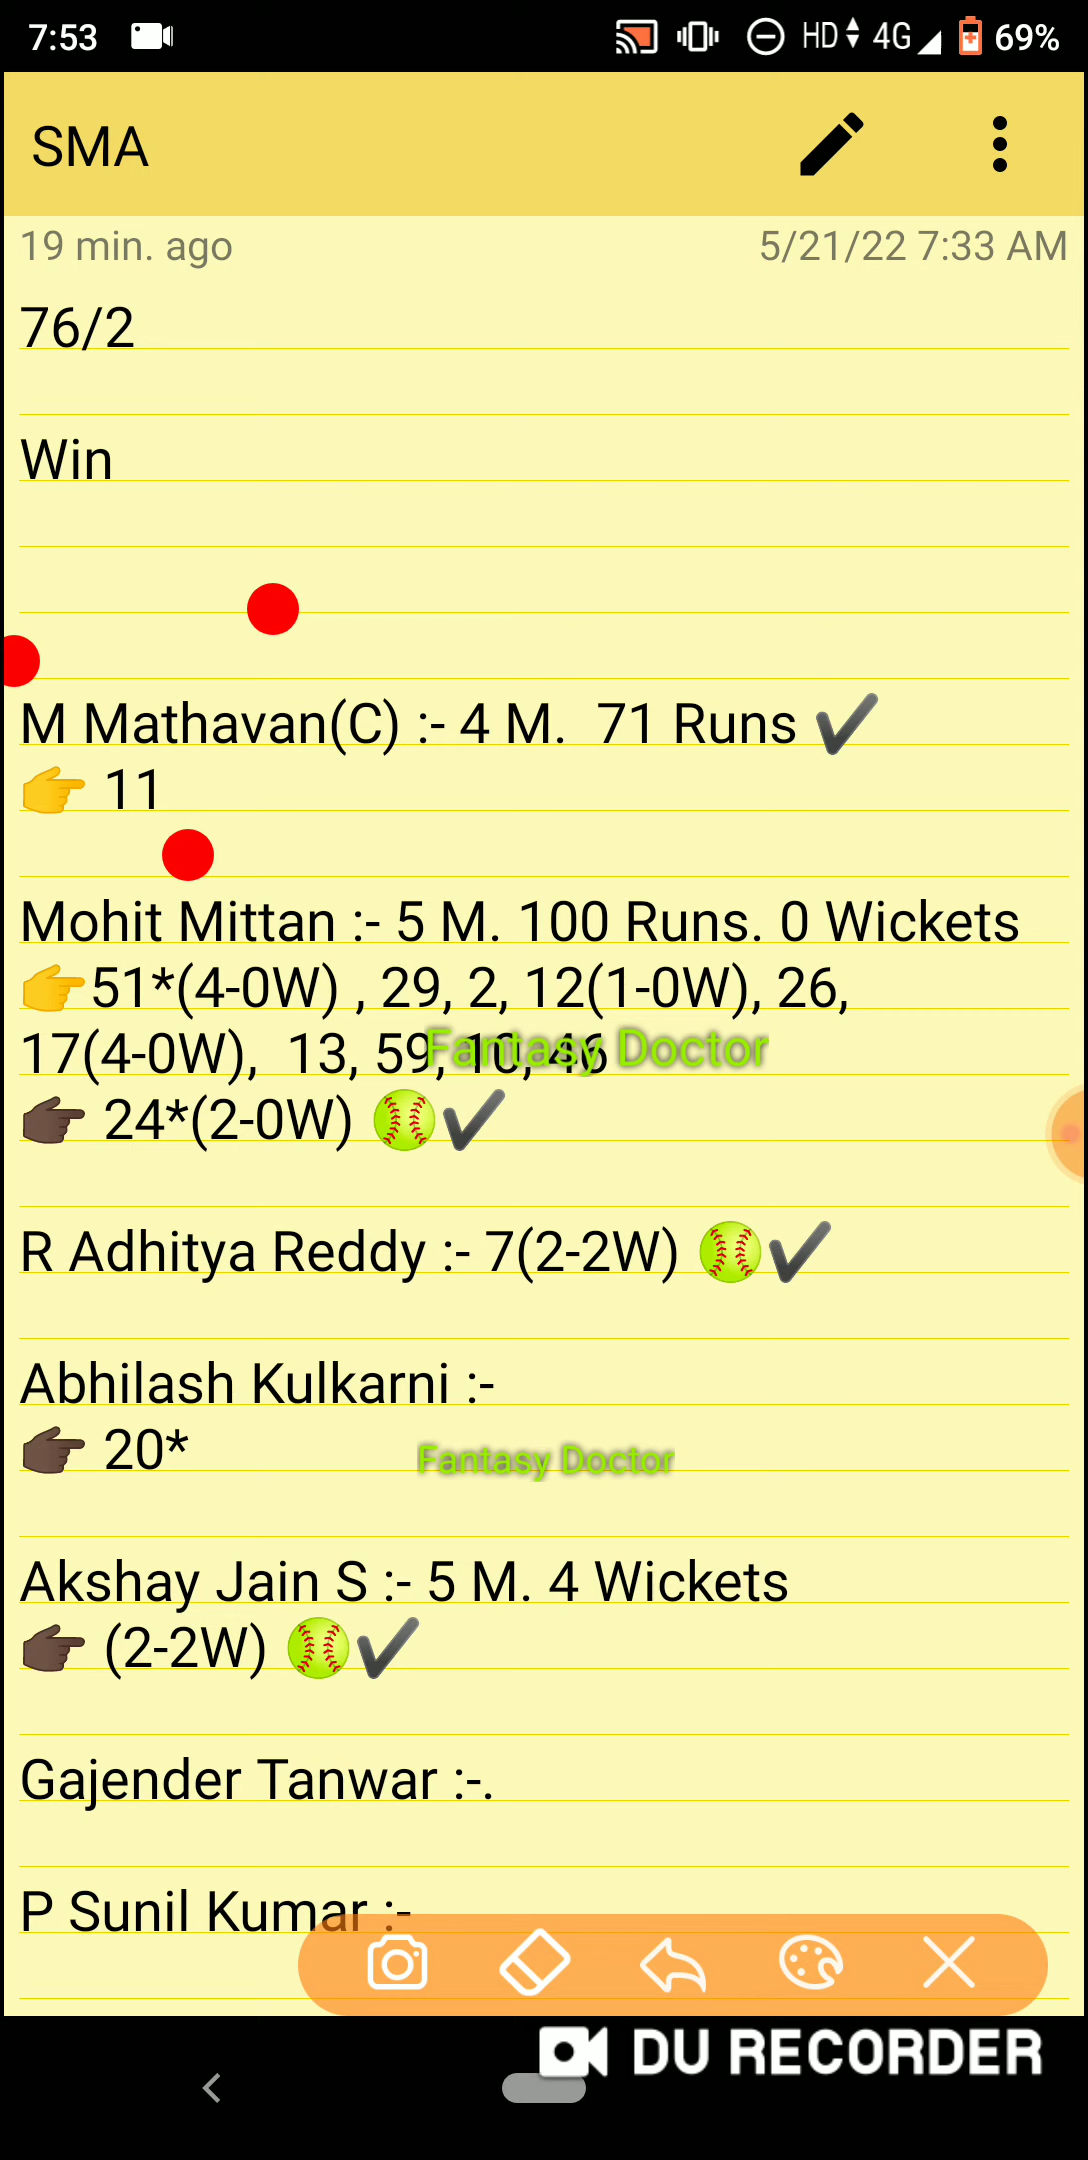 7:53 HD 4G 69%
SMA
19 min. ago 5/21/22 7:33 AM
76/2
Win
M Mathavan(C) :- 4 M.  71 Runs ✔
👉 11
Mohit Mittan :- 5 M. 100 Runs. 0 Wickets
👉51*(4-0W) , 29, 2, 12(1-0W), 26,
17(4-0W),  13, 59, 10, 46
Fantasy Doctor
👉🏿 24*(2-0W) 🥎✔
R Adhitya Reddy :- 7(2-2W) 🥎✔
Abhilash Kulkarni :-
👉🏿 20*
Fantasy Doctor
Akshay Jain S :- 5 M. 4 Wickets
👉🏿 (2-2W) 🥎✔
Gajender Tanwar :-.
P Sunil Kumar :-
DU RECORDER